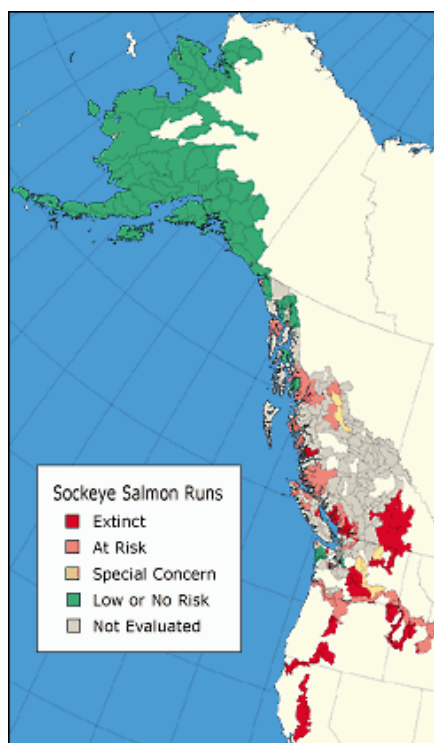 Sockeye Salmon Runs
Extinct
At Risk
Special Concern
Low or No Risk
Not Evaluated